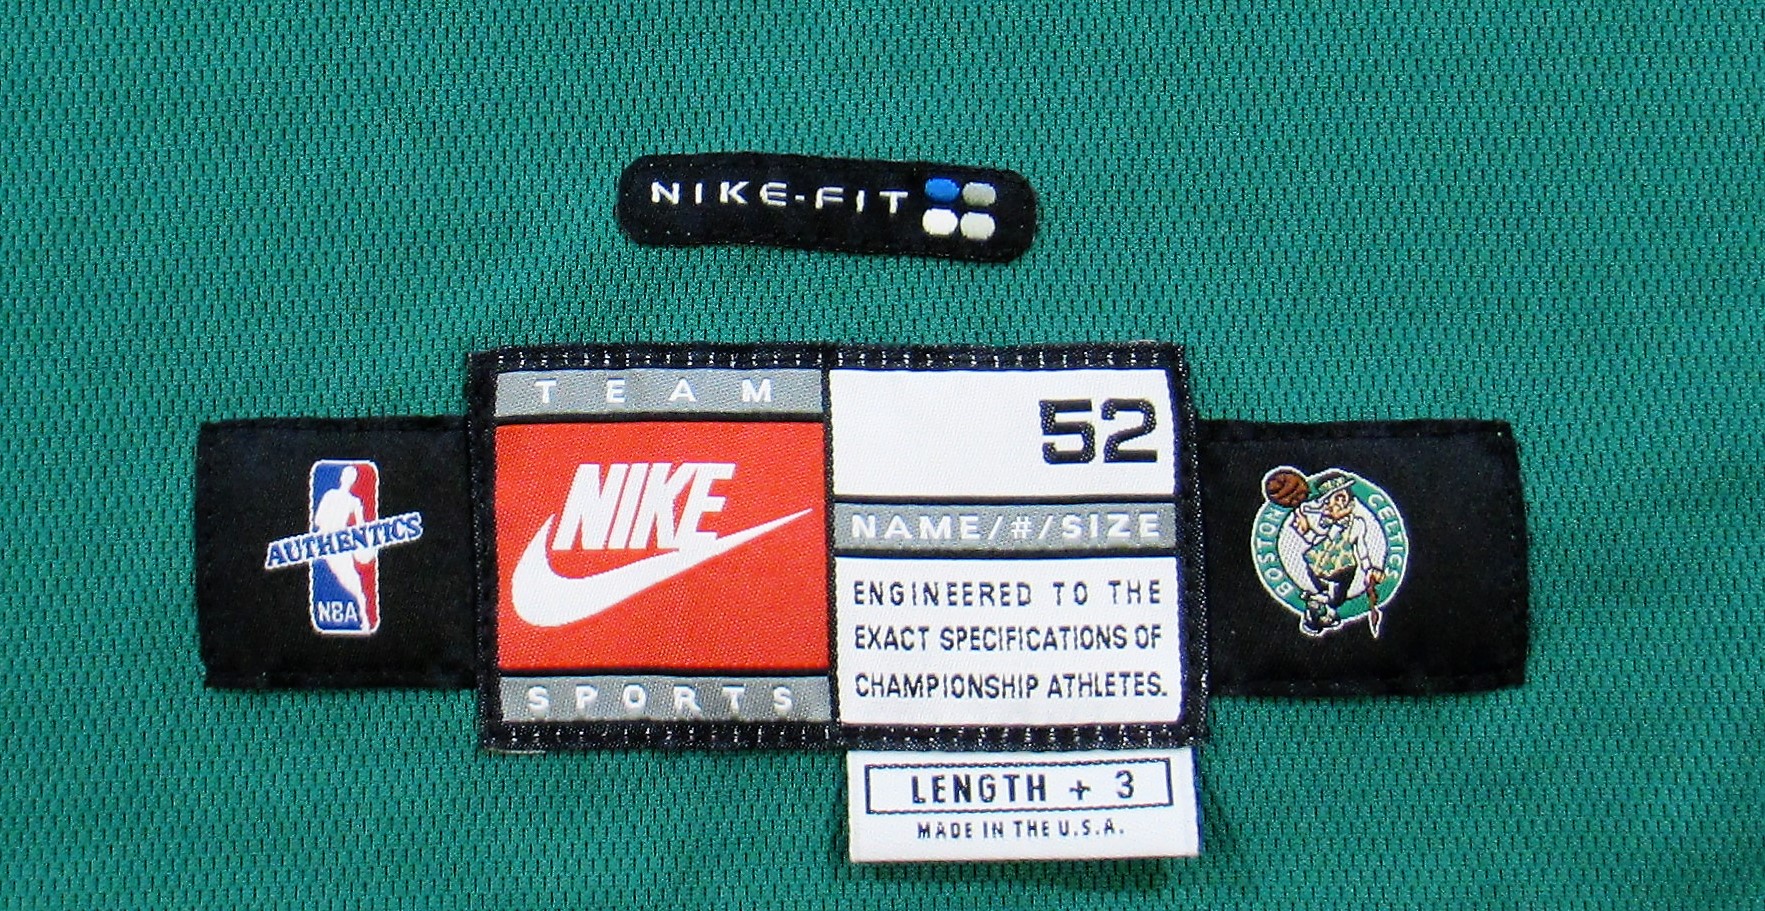 NIKE-FIT
TEAM
NIKE
SPORTS
52
NAME/#/SIZE
ENGINEERED TO THE
EXACT SPECIFICATIONS OF
CHAMPIONSHIP ATHLETES.
LENGTH + 3
MADE IN THE U.S.A.
AUTHENTICS
NBA
BOSTON CELTICS